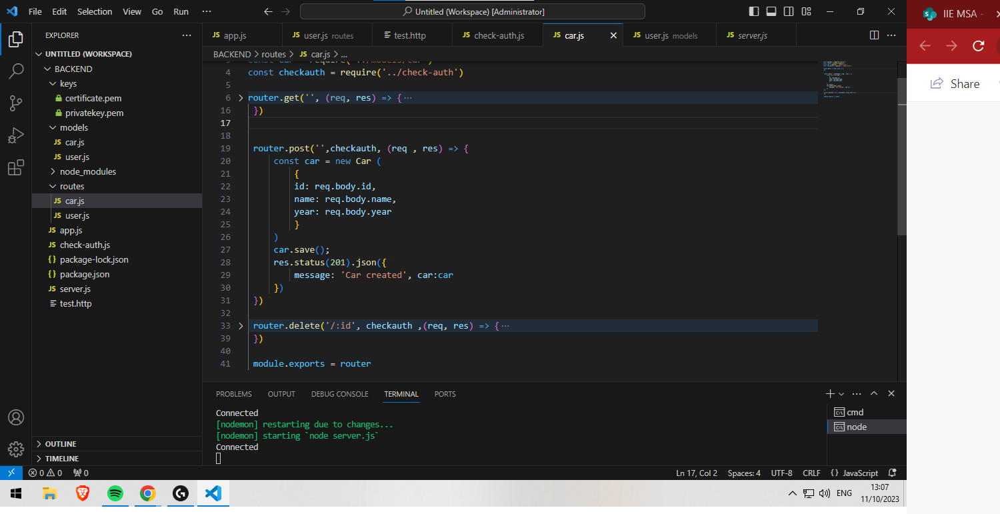 File Edit Selection View Go Run ··· Untitled (Workspace) [Administrator]
IIE MSA -
EXPLORER ···
app.js user.js routes test.http check-auth.js car.js user.js models server.js
BACKEND > routes > JS car.js > ...
UNTITLED (WORKSPACE)
BACKEND
keys
certificate.pem
privatekey.pem
models
JS car.js
JS user.js
node_modules
routes
JS car.js
JS user.js
JS app.js
JS check-auth.js
{} package-lock.json
{} package.json
JS server.js
test.http
OUTLINE
TIMELINE
4 const checkauth = require('../check-auth')
5
6 router.get('', (req, res) => {···
16 })
17
18
19 router.post('',checkauth, (req , res) => {
20 const car = new Car (
21 {
22 id: req.body.id,
23 name: req.body.name,
24 year: req.body.year
25 }
26 )
27 car.save();
28 res.status(201).json({
29 message: 'Car created', car:car
30 })
31 })
32
33 router.delete('/:id', checkauth ,(req, res) => {···
39 })
40
41 module.exports = router
PROBLEMS OUTPUT DEBUG CONSOLE TERMINAL PORTS
Connected
[nodemon] restarting due to changes...
[nodemon] starting `node server.js`
Connected
cmd
node
0 0 0 Ln 17, Col 2 Spaces: 4 UTF-8 CRLF {} JavaScript
ENG 13:07
11/10/2023
Share